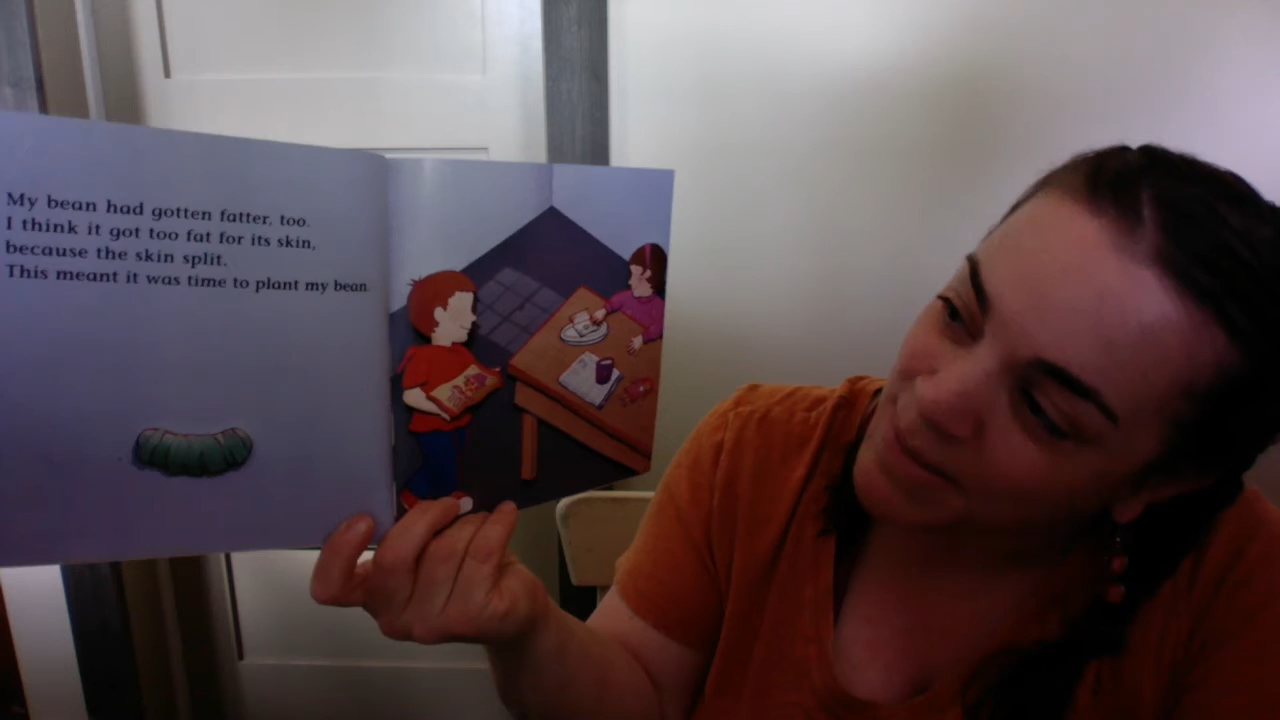 My bean had gotten fatter, too.
I think it got too fat for its skin,
because the skin split.
This meant it was time to plant my bean.